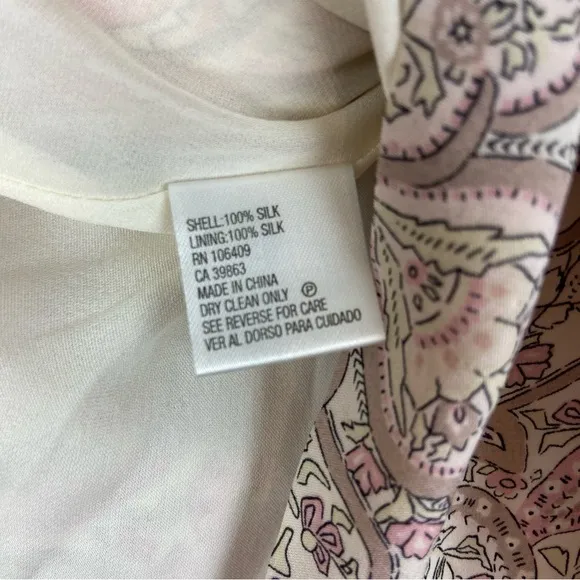 SHELL:100% SILK
LINING:100% SILK
RN 106409
CA 39863
MADE IN CHINA
DRY CLEAN ONLY Ⓟ
SEE REVERSE FOR CARE
VER AL DORSO PARA CUIDADO